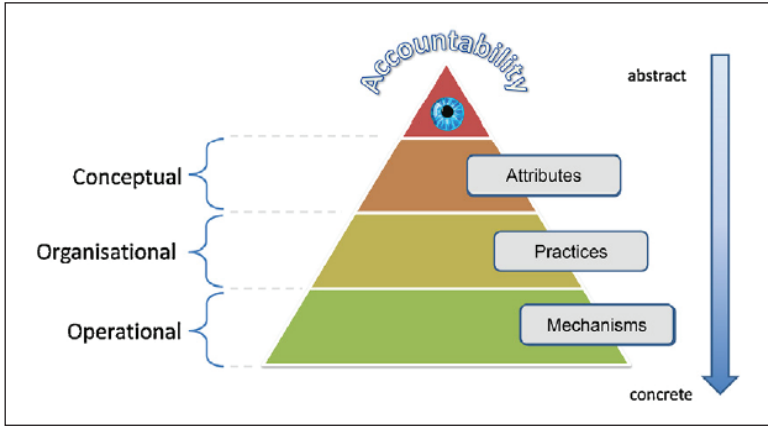 Accountability
abstract
Conceptual
Attributes
Organisational
Practices
Operational
Mechanisms
concrete